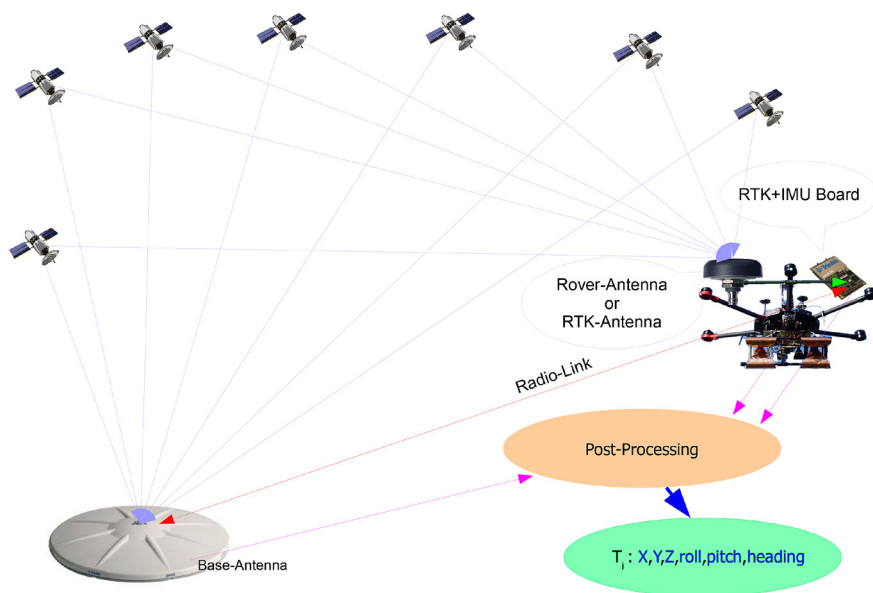 RTK+IMU Board
Rover-Antenna
or
RTK-Antenna
Radio-Link
Post-Processing
Base-Antenna
Ti : X,Y,Z,roll,pitch,heading